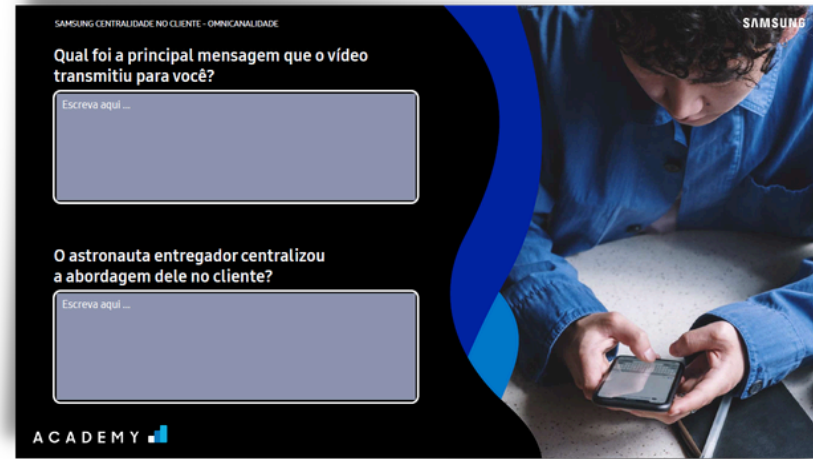 SAMSUNG CENTRALIDADE NO CLIENTE - OMNICANALIDADE
SAMSUNG
Qual foi a principal mensagem que o vídeo
transmitiu para você?
Escreva aqui ...
O astronauta entregador centralizou
a abordagem dele no cliente?
Escreva aqui ...
ACADEMY